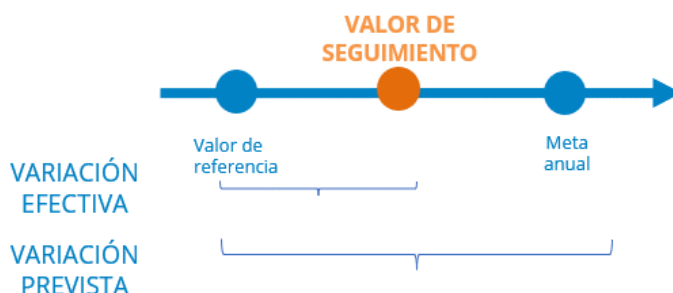 VALOR DE
SEGUIMIENTO
Valor de
referencia
Meta
anual
VARIACIÓN
EFECTIVA
VARIACIÓN
PREVISTA